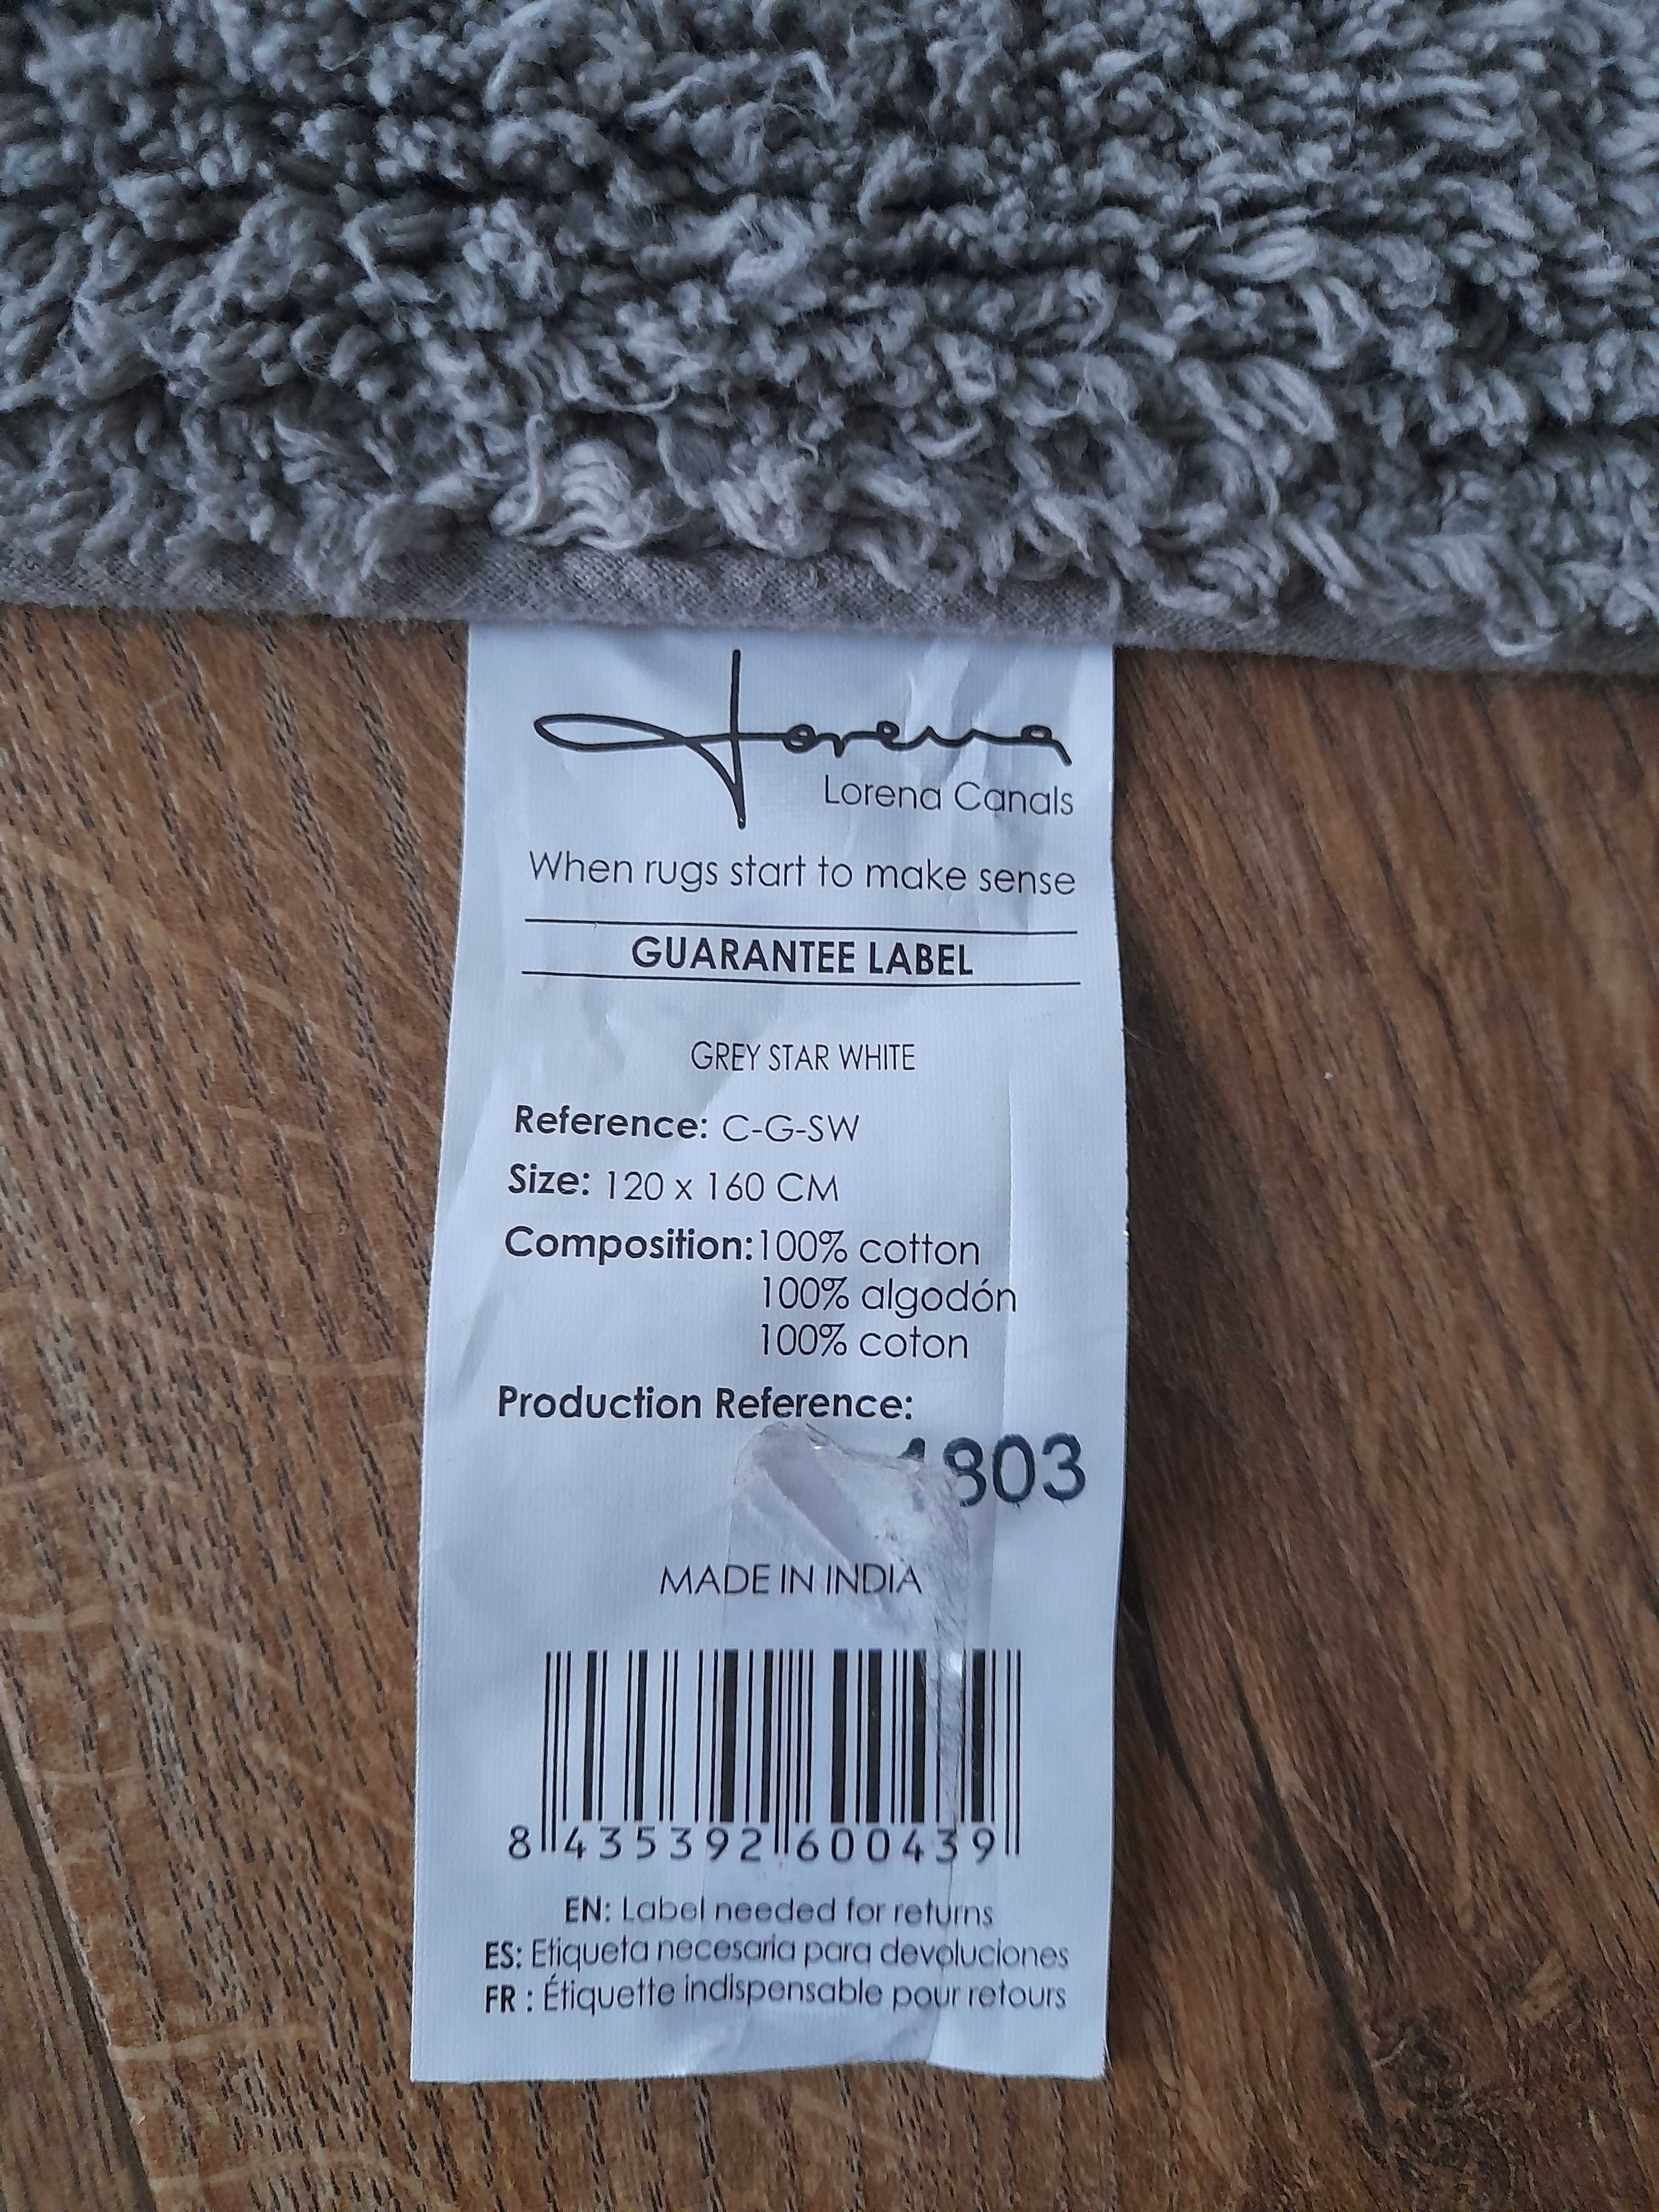 Lorena
Lorena Canals
When rugs start to make sense
GUARANTEE LABEL
GREY STAR WHITE
Reference: C-G-SW
Size: 120 x 160 CM
Composition: 100% cotton
100% algodón
100% coton
Production Reference:
1803
MADE IN INDIA
8 435392 600439
EN: Label needed for returns
ES: Etiqueta necesaria para devoluciones
FR : Étiquette indispensable pour retours